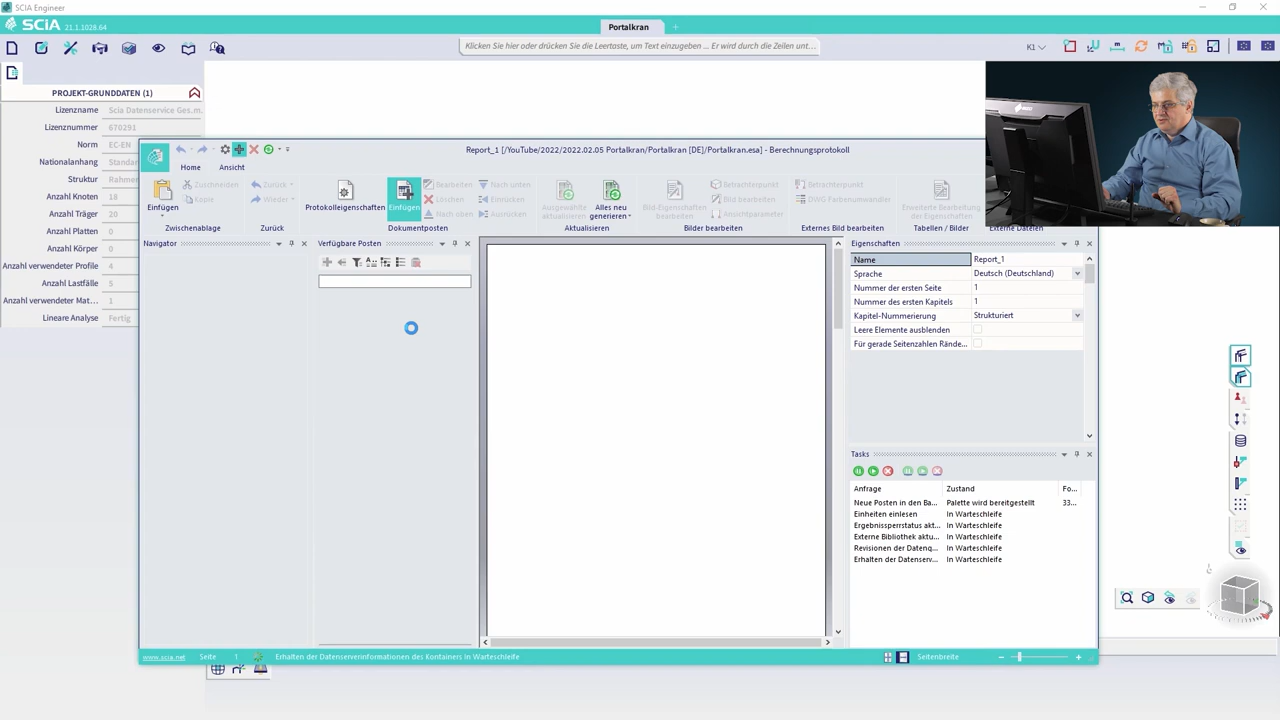 SCIA Engineer
SCIA 21.1.1028.64
Portalkran
Klicken Sie hier oder drücken Sie die Leertaste, um Text einzugeben ... Er wird durch die Zeilen unt...
K1
PROJEKT-GRUNDDATEN (1)
Lizenzname Scia Datenservice Ges.m.
Lizenznummer 670291
Norm EC-EN
Nationalanhang Standar
Struktur Rahme
Anzahl Knoten 18
Anzahl Träger 20
Anzahl Platten 0
Anzahl Körper 0
Anzahl verwendeter Profile 4
Anzahl Lastfälle 5
Anzahl verwendeter Mat... 1
Lineare Analyse Fertig
Report_1 [/YouTube/2022/2022.02.05 Portalkran/Portalkran [DE]/Portalkran.esa] - Berechnungsprotokoll
Home Ansicht
Einfügen
Zuschneiden
Kopie
Zwischenablage
Zurück
Wieder
Zurück
Protokolleigenschaften
Einfügen
Bearbeiten
Löschen
Nach oben
Nach unten
Einrücken
Ausrücken
Dokumentposten
Ausgewählte aktualisieren
Alles neu generieren
Aktualisieren
Bild-Eigenschaften bearbeiten
Betrachterpunkt
Bild bearbeiten
Ansichtparameter
Bilder bearbeiten
Betrachterpunkt
DWG Farbenumwandler
Externes Bild bearbeiten
Erweiterte Bearbeitung der Eigenschaften
Tabellen / Bilder
Externe Dateien
Navigator
Verfügbare Posten
Eigenschaften
Name Report_1
Sprache Deutsch (Deutschland)
Nummer der ersten Seite 1
Nummer des ersten Kapitels 1
Kapitel-Nummerierung Strukturiert
Leere Elemente ausblenden
Für gerade Seitenzahlen Rände...
Tasks
Anfrage Zustand Fo...
Neue Posten in den Ba... Palette wird bereitgestellt 33...
Einheiten einlesen In Warteschleife
Ergebnissperrstatus akt... In Warteschleife
Externe Bibliothek aktu... In Warteschleife
Revisionen der Datenq... In Warteschleife
Erhalten der Datenserv... In Warteschleife
www.scia.net Seite 1 Erhalten der Datenserverinformationen des Kontainers In Warteschleife
Seitenbreite